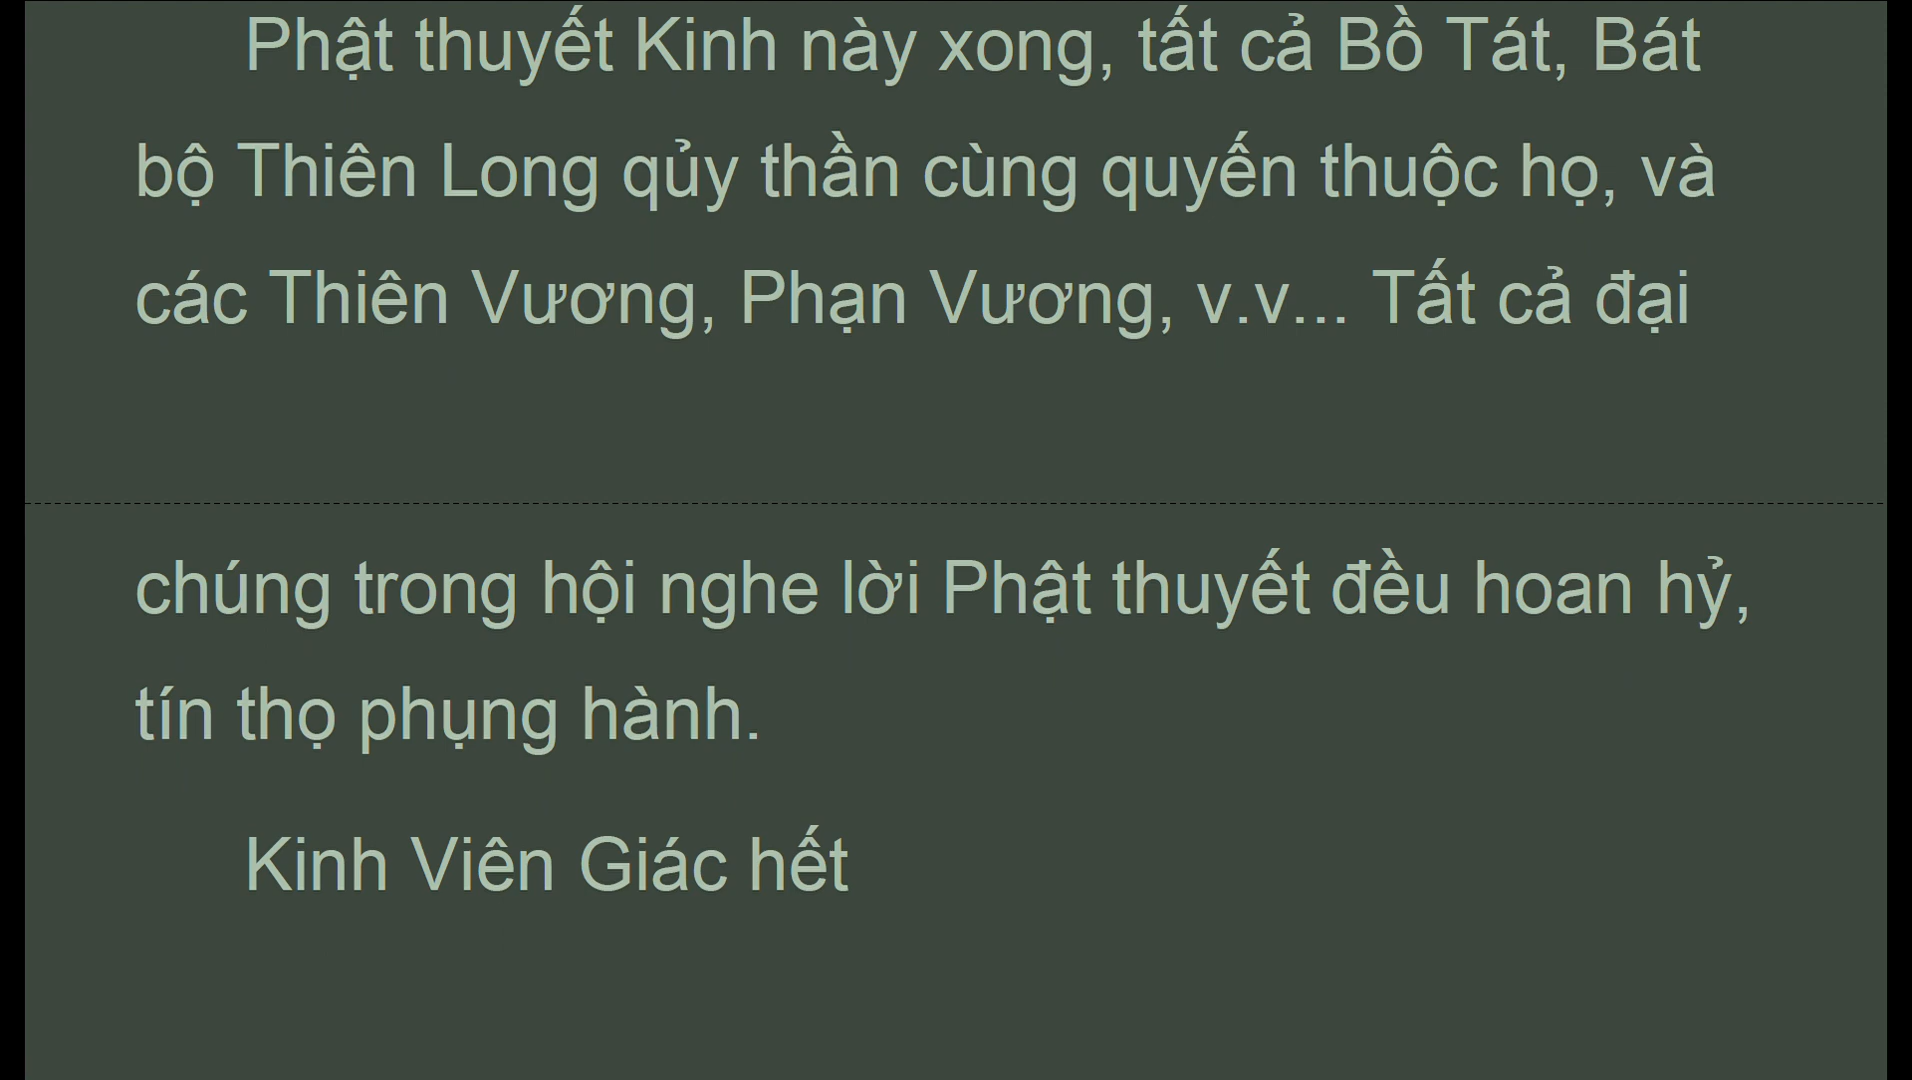 Phật thuyết Kinh này xong, tất cả Bồ Tát, Bát
bộ Thiên Long qủy thần cùng quyến thuộc họ, và
các Thiên Vương, Phạn Vương, v.v... Tất cả đại
chúng trong hội nghe lời Phật thuyết đều hoan hỷ,
tín thọ phụng hành.
Kinh Viên Giác hết